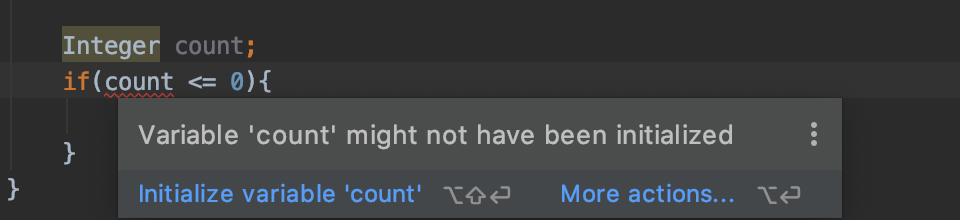 Integer count;
if(count <= 0){
Variable 'count' might not have been initialized
}
Initialize variable 'count' ⌥⇧⏎ More actions... ⌥⏎
}